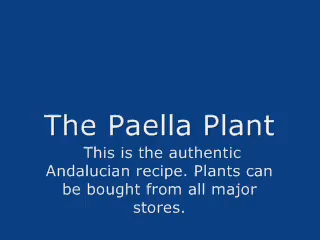 The Paella Plant
This is the authentic
Andalucian recipe. Plants can
be bought from all major
stores.